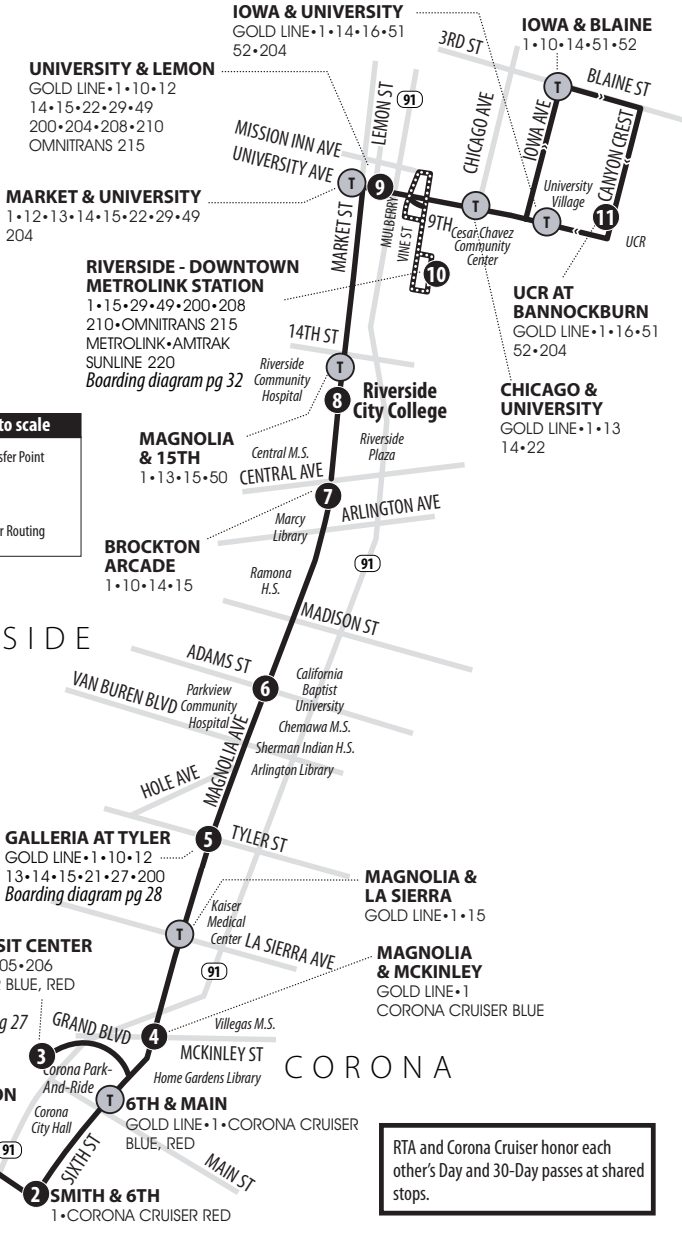 IOWA & UNIVERSITY
GOLD LINE•1•14•16•51
52•204
IOWA & BLAINE
1•10•14•51•52
3RD ST
BLAINE ST
UNIVERSITY & LEMON
GOLD LINE•1•10•12
14•15•22•29•49
200•204•208•210
OMNITRANS 215
LEMON ST
91
CHICAGO AVE
IOWA AVE
CANYON CREST
MISSION INN AVE
UNIVERSITY AVE
T
T
9
MARKET & UNIVERSITY
1•12•13•14•15•22•29•49
204
MARKET ST
MULBERRY
VINE ST
9TH
T
Cesar Chavez
Community
Center
University
Village
T
11
UCR
10
RIVERSIDE - DOWNTOWN
METROLINK STATION
1•15•29•49•200•208
210•OMNITRANS 215
METROLINK•AMTRAK
SUNLINE 220
Boarding diagram pg 32
UCR AT
BANNOCKBURN
GOLD LINE•1•16•51
52•204
14TH ST
T
Riverside
Community
Hospital
8
Riverside
City College
CHICAGO &
UNIVERSITY
GOLD LINE•1•13
14•22
to scale
sfer Point
r Routing
MAGNOLIA
& 15TH
1•13•15•50
Central M.S.
Riverside
Plaza
CENTRAL AVE
7
ARLINGTON AVE
Marcy
Library
BROCKTON
ARCADE
1•10•14•15
91
Ramona
H.S.
MADISON ST
SIDE
ADAMS ST
VAN BUREN BLVD
Parkview
Community
Hospital
6
California
Baptist
University
Chemawa M.S.
Sherman Indian H.S.
Arlington Library
MAGNOLIA AVE
HOLE AVE
GALLERIA AT TYLER
GOLD LINE•1•10•12
13•14•15•21•27•200
Boarding diagram pg 28
5
TYLER ST
MAGNOLIA &
LA SIERRA
GOLD LINE•1•15
Kaiser
Medical
Center
T
LA SIERRA AVE
91
MAGNOLIA
& MCKINLEY
GOLD LINE•1
CORONA CRUISER BLUE
SIT CENTER
05•206
R BLUE, RED
g 27
GRAND BLVD
4
Villegas M.S.
MCKINLEY ST
3
Corona Park-
And-Ride
Home Gardens Library
CORONA
ON
Corona
City Hall
T
6TH & MAIN
GOLD LINE•1•CORONA CRUISER
BLUE, RED
91
SIXTH ST
MAIN ST
2
SMITH & 6TH
1•CORONA CRUISER RED
RTA and Corona Cruiser honor each
other's Day and 30-Day passes at shared
stops.